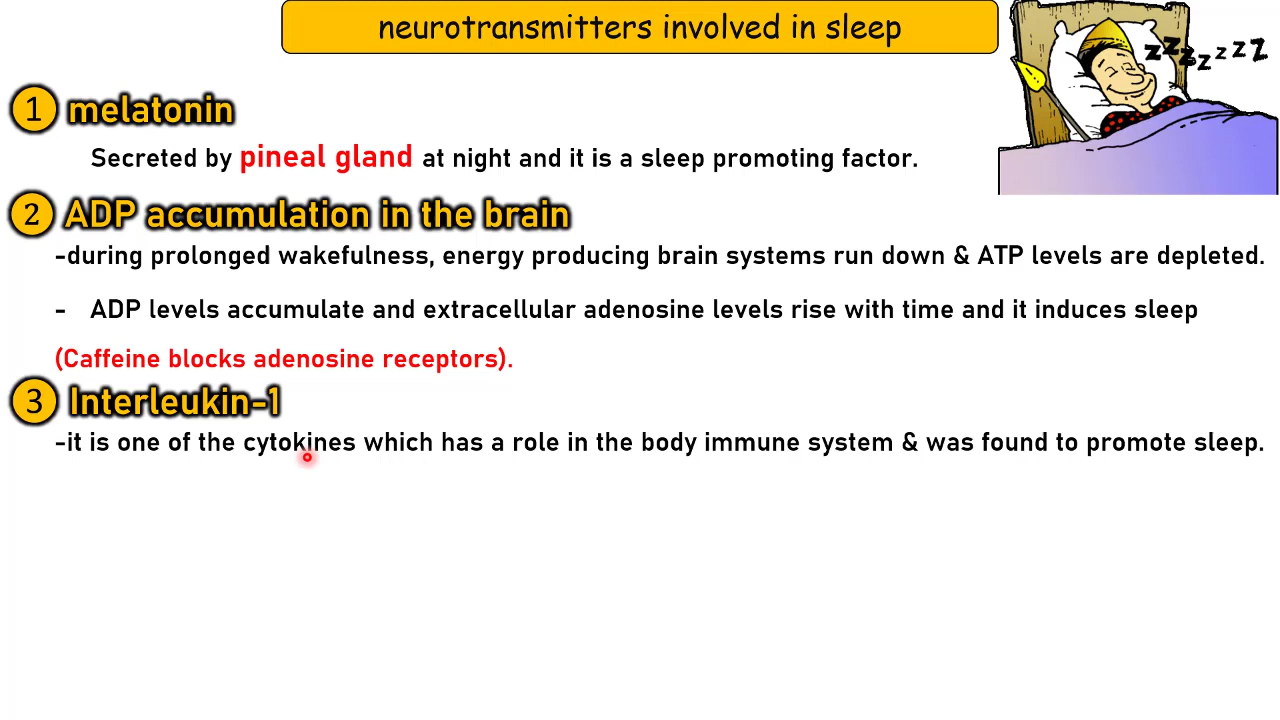 neurotransmitters involved in sleep
zzzzzzz
1 melatonin
Secreted by pineal gland at night and it is a sleep promoting factor.
2 ADP accumulation in the brain
-during prolonged wakefulness, energy producing brain systems run down & ATP levels are depleted.
- ADP levels accumulate and extracellular adenosine levels rise with time and it induces sleep
(Caffeine blocks adenosine receptors).
3 Interleukin-1
-it is one of the cytokines which has a role in the body immune system & was found to promote sleep.